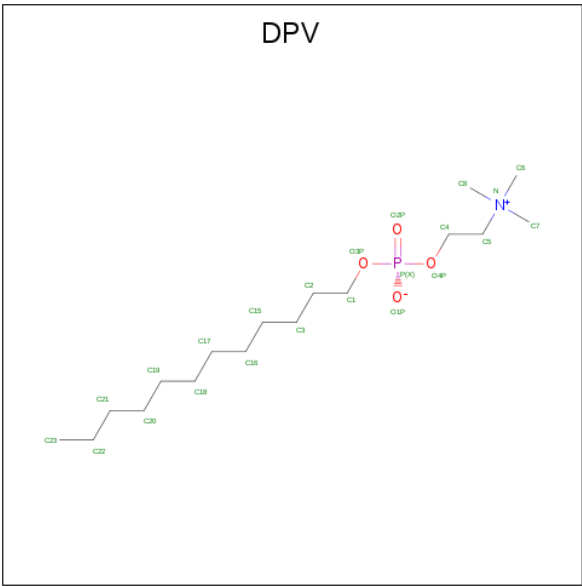 DPV
C8
C6
N
N+
C7
C4
C5
O2P
O
O3P
O
P
P(X)
O
O4P
O-
O1P
C2
C1
C15
C3
C17
C16
C19
C18
C21
C20
C23
C22